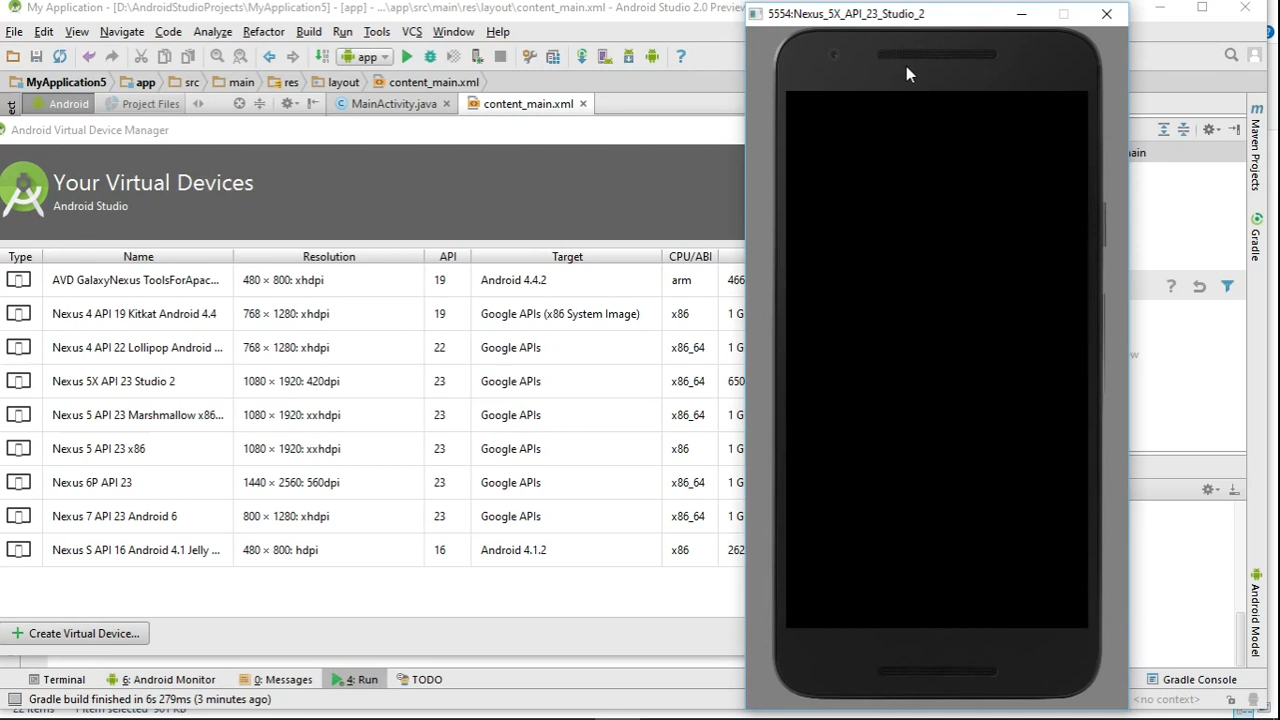 My Application - [D:\AndroidStudioProjects\MyApplication5] - [app] - ...\app\src\main\res\layout\content_main.xml - Android Studio 2.0 Preview
5554:Nexus_5X_API_23_Studio_2
File Edit View Navigate Code Analyze Refactor Build Run Tools VCS Window Help
app
MyApplication5 app src main res layout content_main.xml
Android Project Files MainActivity.java content_main.xml
Android Virtual Device Manager
Your Virtual Devices
Android Studio
Type Name Resolution API Target CPU/ABI
AVD GalaxyNexus ToolsForApac... 480 × 800: xhdpi 19 Android 4.4.2 arm 466
Nexus 4 API 19 Kitkat Android 4.4 768 × 1280: xhdpi 19 Google APIs (x86 System Image) x86 1 G
Nexus 4 API 22 Lollipop Android ... 768 × 1280: xhdpi 22 Google APIs x86_64 1 G
Nexus 5X API 23 Studio 2 1080 × 1920: 420dpi 23 Google APIs x86_64 650
Nexus 5 API 23 Marshmallow x86... 1080 × 1920: xxhdpi 23 Google APIs x86_64 1 G
Nexus 5 API 23 x86 1080 × 1920: xxhdpi 23 Google APIs x86 1 G
Nexus 6P API 23 1440 × 2560: 560dpi 23 Google APIs x86_64 1 G
Nexus 7 API 23 Android 6 800 × 1280: xhdpi 23 Google APIs x86_64 1 G
Nexus S API 16 Android 4.1 Jelly ... 480 × 800: hdpi 16 Android 4.1.2 x86 262
Create Virtual Device...
Maven Projects
Gradle
Android Model
Terminal 6: Android Monitor 0: Messages 4: Run TODO Gradle Console
Gradle build finished in 6s 279ms (3 minutes ago) <no context>